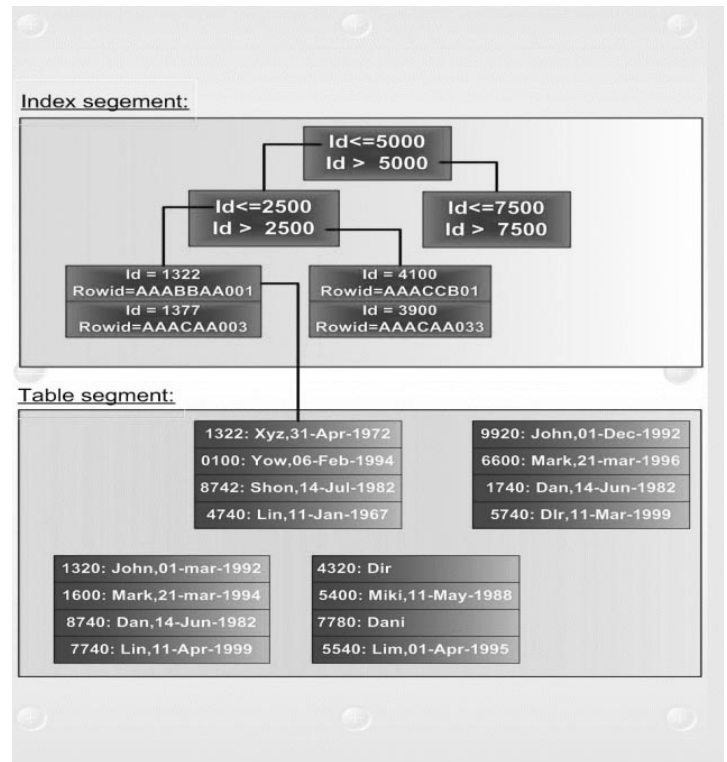 Index segement:
Id<=5000
Id > 5000
Id<=2500
Id > 2500
Id<=7500
Id > 7500
Id = 1322
Rowid=AAABBAA001
Id = 1377
Rowid=AAACAA003
Id = 4100
Rowid=AAACCB01
Id = 3900
Rowid=AAACAA033
Table segment:
1322: Xyz,31-Apr-1972
0100: Yow,06-Feb-1994
8742: Shon,14-Jul-1982
4740: Lin,11-Jan-1967
9920: John,01-Dec-1992
6600: Mark,21-mar-1996
1740: Dan,14-Jun-1982
5740: DIr,11-Mar-1999
1320: John,01-mar-1992
1600: Mark,21-mar-1994
8740: Dan,14-Jun-1982
7740: Lin,11-Apr-1999
4320: Dir
5400: Miki,11-May-1988
7780: Dani
5540: Lim,01-Apr-1995